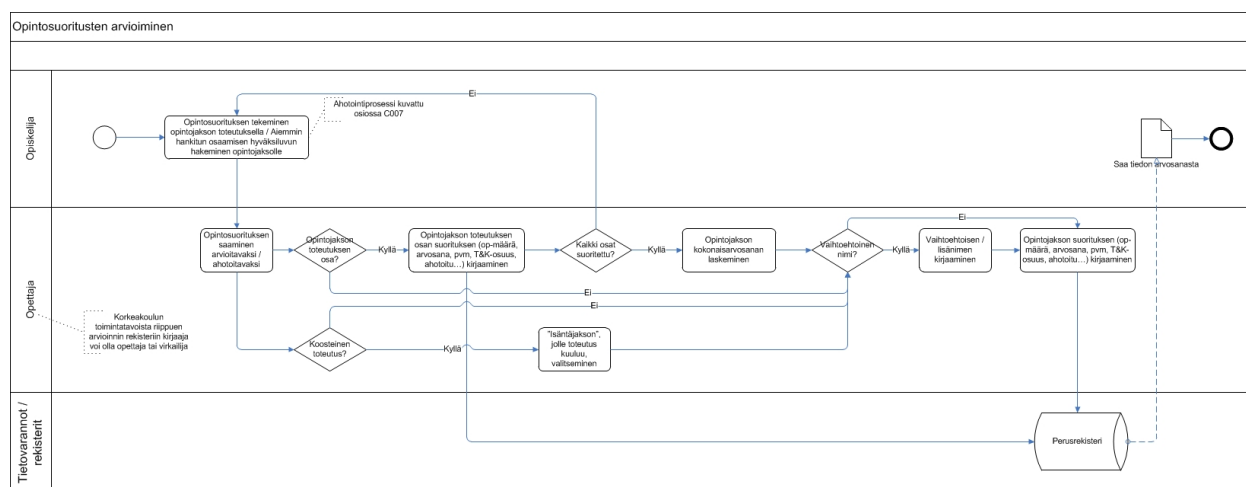 Opintosuoritusten arvioiminen
Opiskelija
Opintosuorituksen tekeminen
opintojakson toteutuksella / Aiemmin
hankitun osaamisen hyväksiluvun
hakeminen opintojaksolle
Ahotointiprosessi kuvattu
osiossa C007
Ei
Saa tiedon arvosanasta
Opettaja
Opintosuorituksen
saaminen
arvioitavaksi /
ahotoitavaksi
Opintojakson
toteutuksen
osa?
Kyllä
Opintojakson toteutuksen
osan suorituksen (op-määrä,
arvosana, pvm, T&K-osuus,
ahotoitu…) kirjaaminen
Kaikki osat
suoritettu?
Kyllä
Opintojakson
kokonaisarvosanan
laskeminen
Vaihtoehtoinen
nimi?
Kyllä
Vaihtoehtoisen /
lisänimen
kirjaaminen
Ei
Opintojakson suorituksen (op-
määrä, arvosana, pvm, T&K-
osuus, ahotoitu…) kirjaaminen
Ei
Ei
Korkeakoulun
toimintatavoista riippuen
arvioinnin rekisteriin kirjaaja
voi olla opettaja tai virkailija
Koosteinen
toteutus?
Kyllä
"Isäntäjakson",
jolle toteutus
kuuluu,
valitseminen
Tietovarannot /
rekisterit
Perusrekisteri